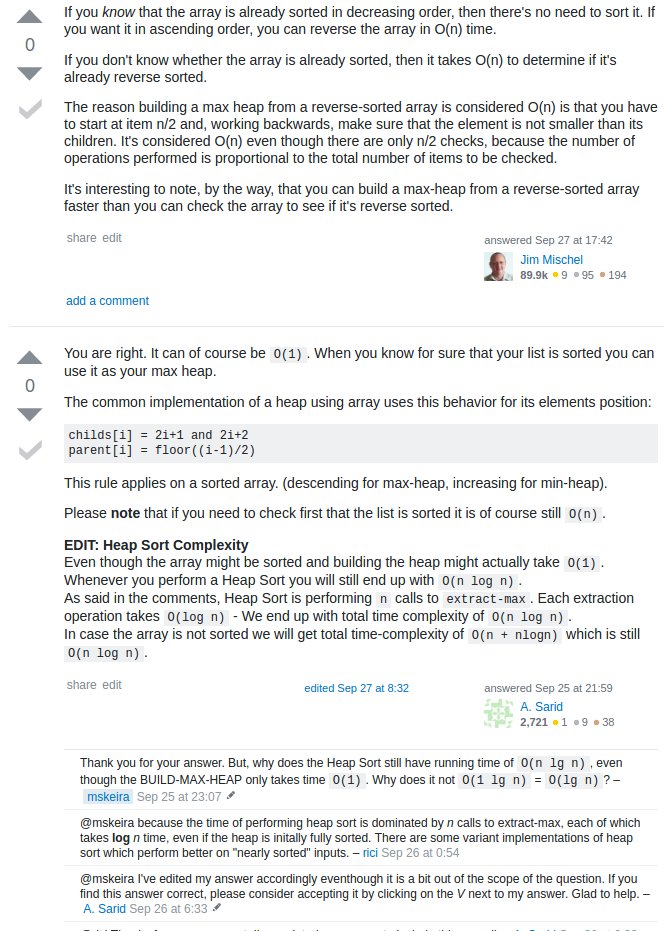 If you know that the array is already sorted in decreasing order, then there's no need to sort it. If
you want it in ascending order, you can reverse the array in O(n) time.
0
If you don't know whether the array is already sorted, then it takes O(n) to determine if it's
already reverse sorted.
The reason building a max heap from a reverse-sorted array is considered O(n) is that you have
to start at item n/2 and, working backwards, make sure that the element is not smaller than its
children. It's considered O(n) even though there are only n/2 checks, because the number of
operations performed is proportional to the total number of items to be checked.
It's interesting to note, by the way, that you can build a max-heap from a reverse-sorted array
faster than you can check the array to see if it's reverse sorted.
share edit
answered Sep 27 at 17:42
Jim Mischel
89.9k 9 95 194
add a comment
You are right. It can of course be O(1). When you know for sure that your list is sorted you can
use it as your max heap.
0
The common implementation of a heap using array uses this behavior for its elements position:
childs[i] = 2i+1 and 2i+2
parent[i] = floor((i-1)/2)
This rule applies on a sorted array. (descending for max-heap, increasing for min-heap).
Please note that if you need to check first that the list is sorted it is of course still O(n).
EDIT: Heap Sort Complexity
Even though the array might be sorted and building the heap might actually take O(1).
Whenever you perform a Heap Sort you will still end up with O(n log n).
As said in the comments, Heap Sort is performing n calls to extract-max. Each extraction
operation takes O(log n) - We end up with total time complexity of O(n log n).
In case the array is not sorted we will get total time-complexity of O(n + nlogn) which is still
O(n log n).
share edit
edited Sep 27 at 8:32
answered Sep 25 at 21:59
A. Sarid
2,721 1 9 38
Thank you for your answer. But, why does the Heap Sort still have running time of O(n lg n), even
though the BUILD-MAX-HEAP only takes time O(1). Why does it not O(1 lg n) = O(lg n)? –
mskeira Sep 25 at 23:07
@mskeira because the time of performing heap sort is dominated by n calls to extract-max, each of which
takes log n time, even if the heap is initally fully sorted. There are some variant implementations of heap
sort which perform better on "nearly sorted" inputs. – rici Sep 26 at 0:54
@mskeira I've edited my answer accordingly eventhough it is a bit out of the scope of the question. If you
find this answer correct, please consider accepting it by clicking on the V next to my answer. Glad to help. –
A. Sarid Sep 26 at 6:33